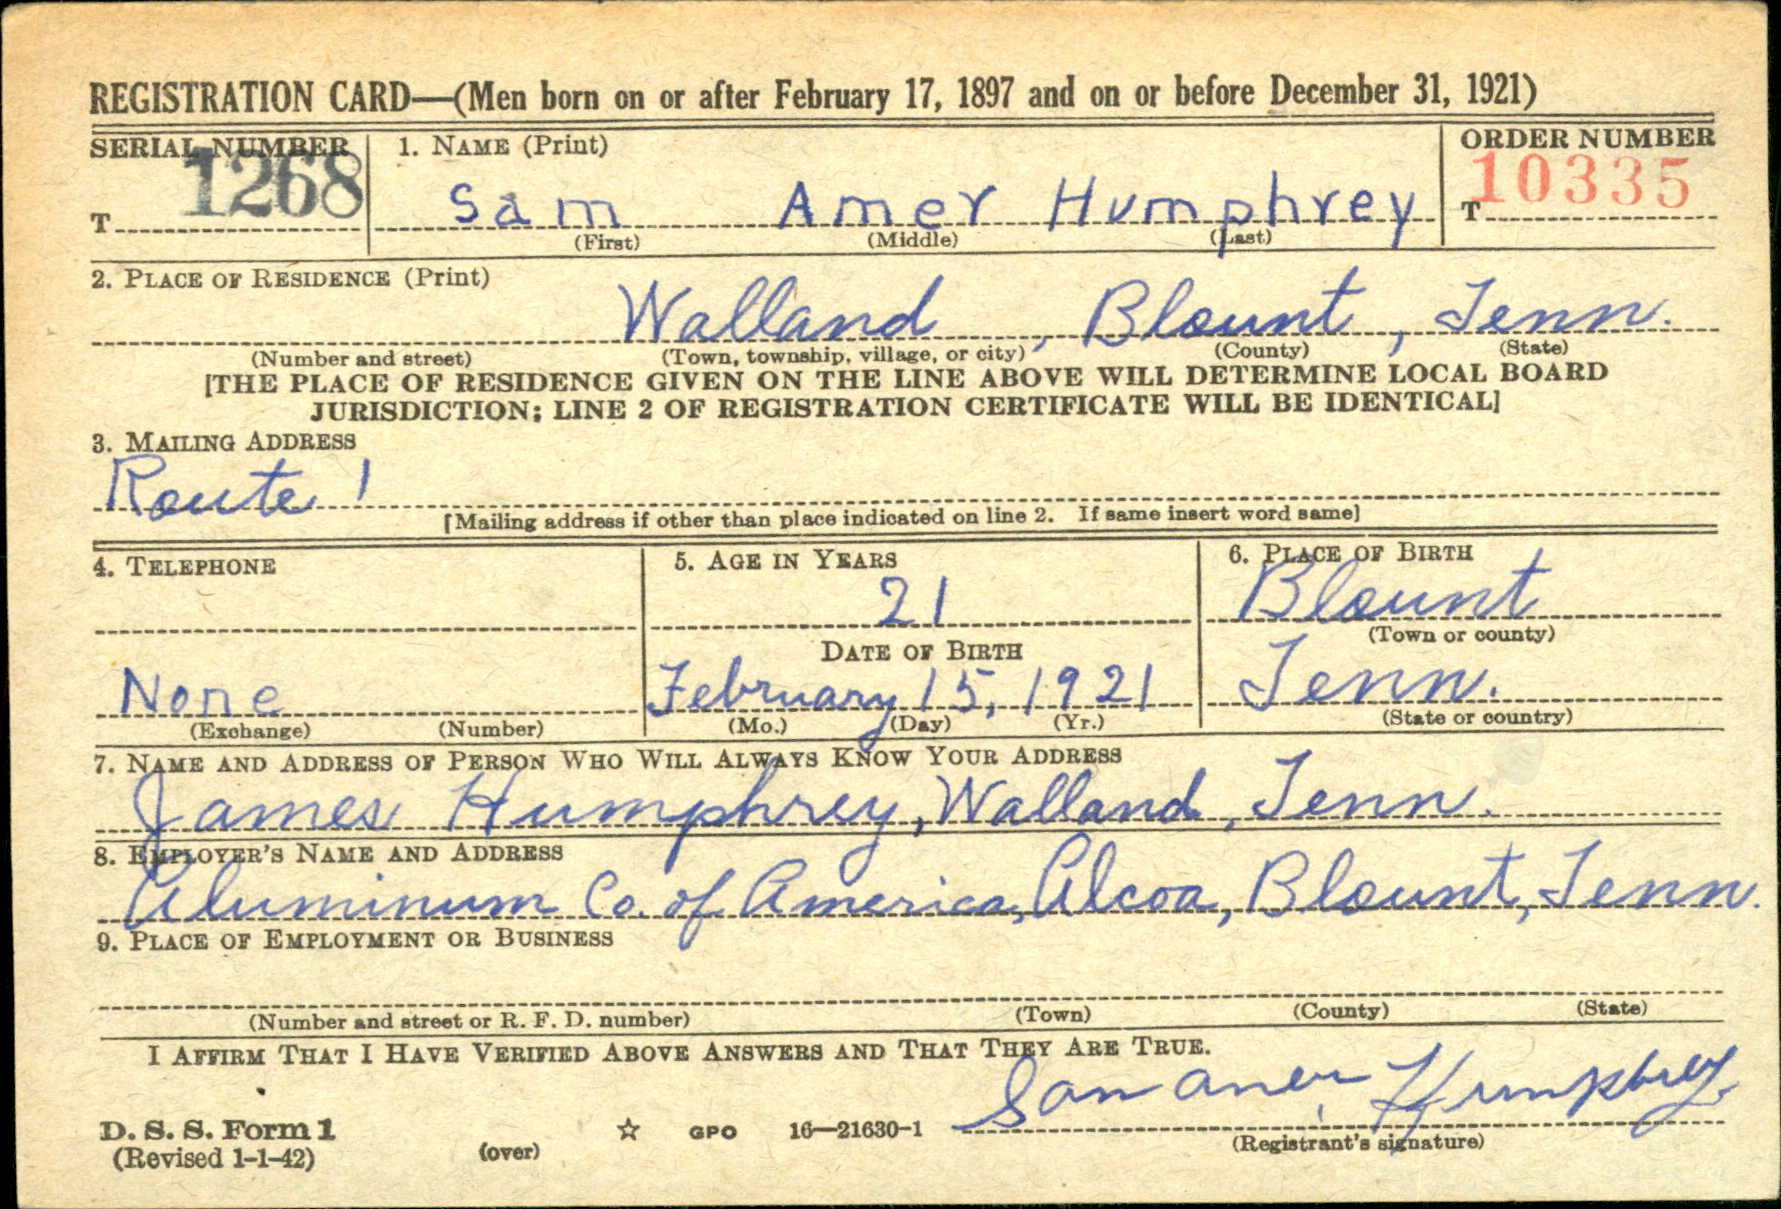 REGISTRATION CARD—(Men born on or after February 17, 1897 and on or before December 31, 1921)
SERIAL NUMBER
1. NAME (Print)
ORDER NUMBER
T 1268
Sam Amer Humphrey
T 10335
(First) (Middle) (Last)
2. PLACE OF RESIDENCE (Print)
Walland, Blount, Tenn.
(Number and street) (Town, township, village, or city) (County) (State)
[THE PLACE OF RESIDENCE GIVEN ON THE LINE ABOVE WILL DETERMINE LOCAL BOARD
JURISDICTION; LINE 2 OF REGISTRATION CERTIFICATE WILL BE IDENTICAL]
3. MAILING ADDRESS
Route 1
[Mailing address if other than place indicated on line 2. If same insert word same]
4. TELEPHONE
5. AGE IN YEARS
6. PLACE OF BIRTH
21
Blount
(Town or county)
DATE OF BIRTH
None
February 15, 1921
Tenn.
(Exchange) (Number)
(Mo.) (Day) (Yr.)
(State or country)
7. NAME AND ADDRESS OF PERSON WHO WILL ALWAYS KNOW YOUR ADDRESS
James Humphrey, Walland, Tenn.
8. EMPLOYER'S NAME AND ADDRESS
Aluminum Co. of America, Alcoa, Blount, Tenn.
9. PLACE OF EMPLOYMENT OR BUSINESS
(Number and street or R. F. D. number) (Town) (County) (State)
I AFFIRM THAT I HAVE VERIFIED ABOVE ANSWERS AND THAT THEY ARE TRUE.
Sam Amer Humphrey
D. S. S. Form 1
(Revised 1-1-42)
(over)
☆ GPO 16—21630-1
(Registrant's signature)